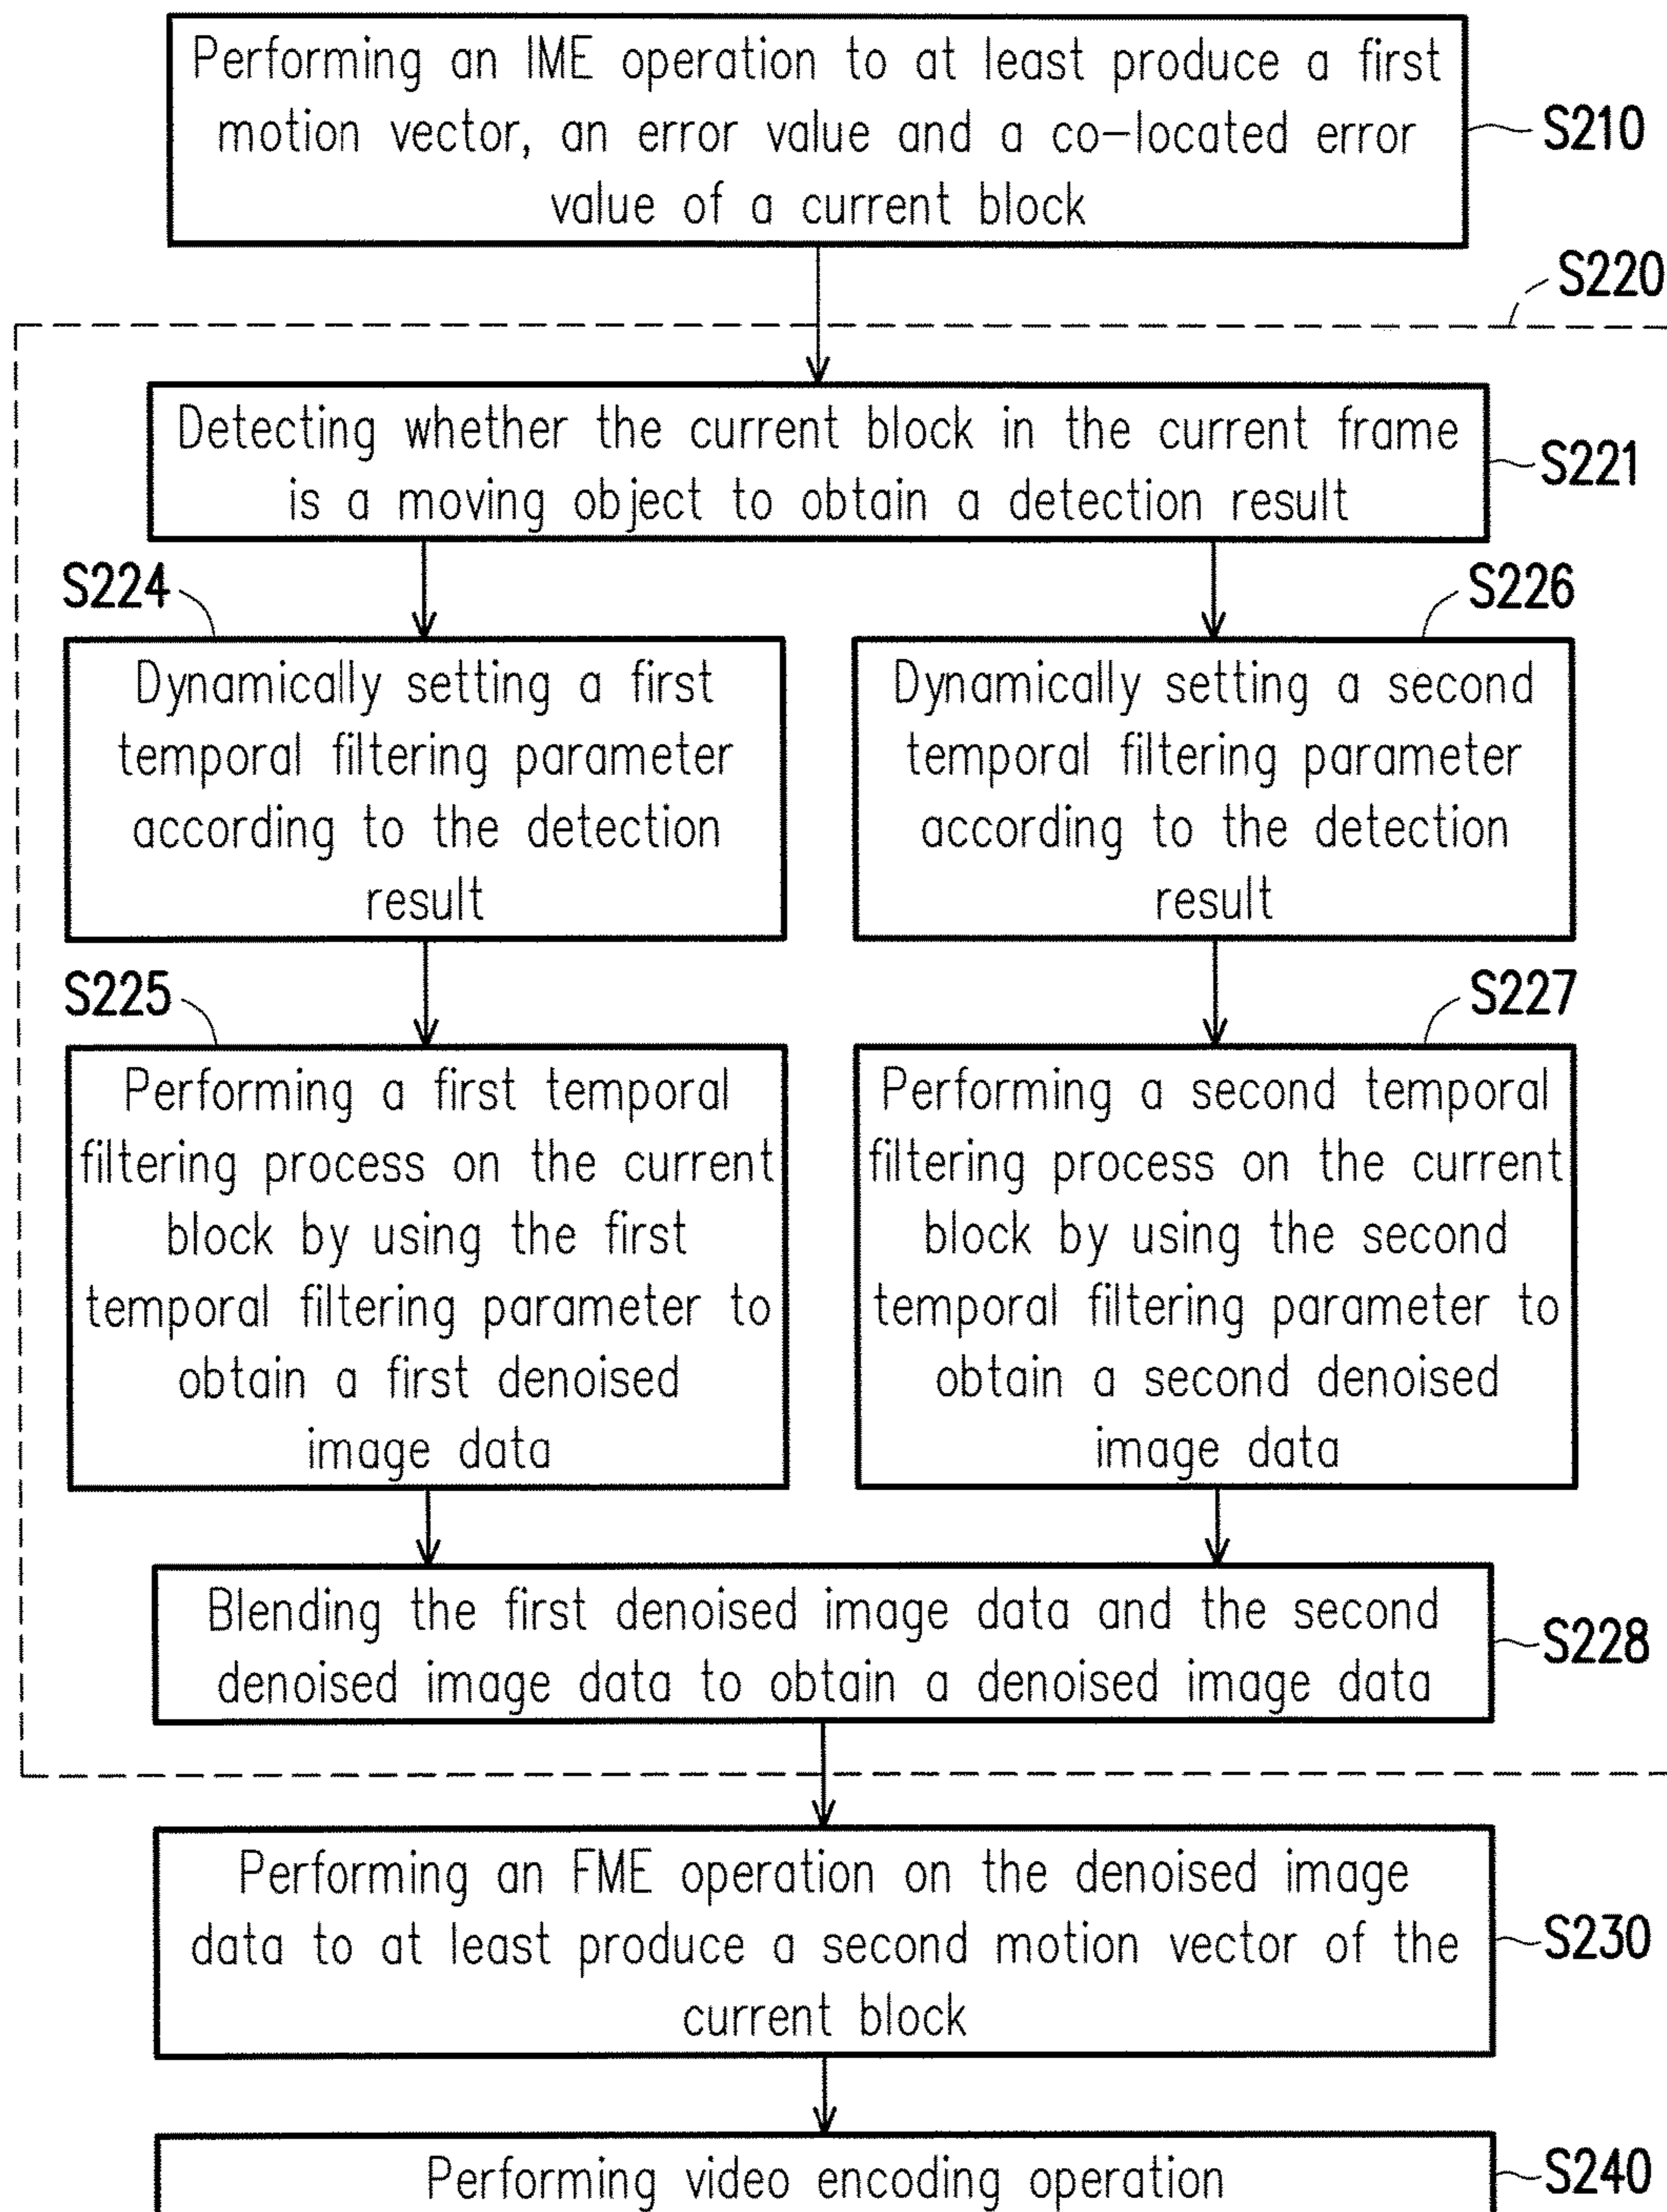 Performing an IME operation to at least produce a first
motion vector, an error value and a co-located error
value of a current block
S210
S220
Detecting whether the current block in the current frame
is a moving object to obtain a detection result
S221
S224
Dynamically setting a first
temporal filtering parameter
according to the detection
result
S226
Dynamically setting a second
temporal filtering parameter
according to the detection
result
S225
Performing a first temporal
filtering process on the current
block by using the first
temporal filtering parameter to
obtain a first denoised
image data
S227
Performing a second temporal
filtering process on the current
block by using the second
temporal filtering parameter to
obtain a second denoised
image data
Blending the first denoised image data and the second
denoised image data to obtain a denoised image data
S228
Performing an FME operation on the denoised image
data to at least produce a second motion vector of the
current block
S230
Performing video encoding operation
S240